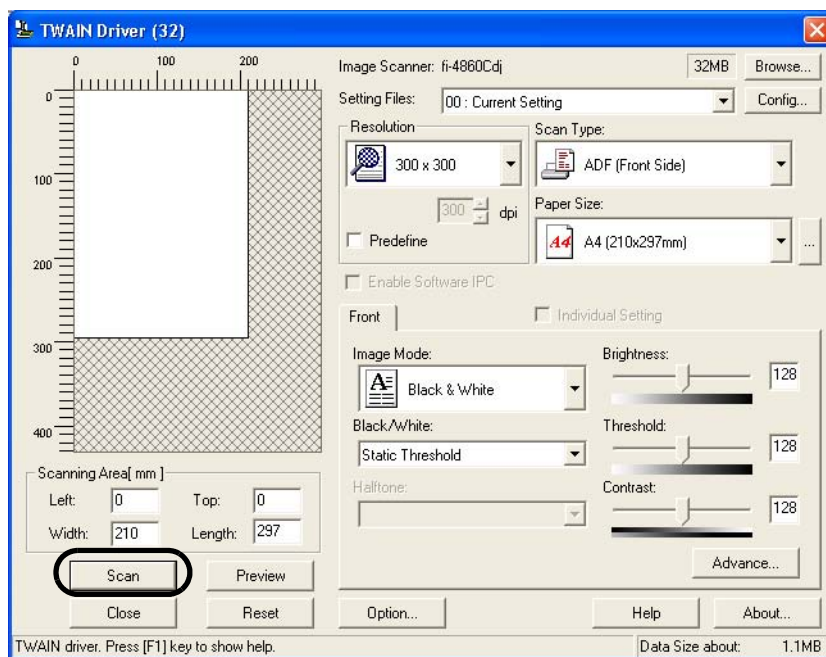 TWAIN Driver (32)
0 100 200
0
100
200
300
400
Scanning Area[ mm ]
Left: 0 Top: 0
Width: 210 Length: 297
Scan Preview
Close Reset
Image Scanner: fi-4860Cdj 32MB Browse...
Setting Files: 00 : Current Setting Config...
Resolution
300 x 300
300 dpi
Predefine
Scan Type:
ADF (Front Side)
Paper Size:
A4 A4 (210x297mm) ...
Enable Software IPC
Front
Individual Setting
Image Mode:
Black & White
Black/White:
Static Threshold
Halftone:
Brightness:
128
Threshold:
128
Contrast:
128
Advance...
Option... Help About...
TWAIN driver. Press [F1] key to show help. Data Size about: 1.1MB